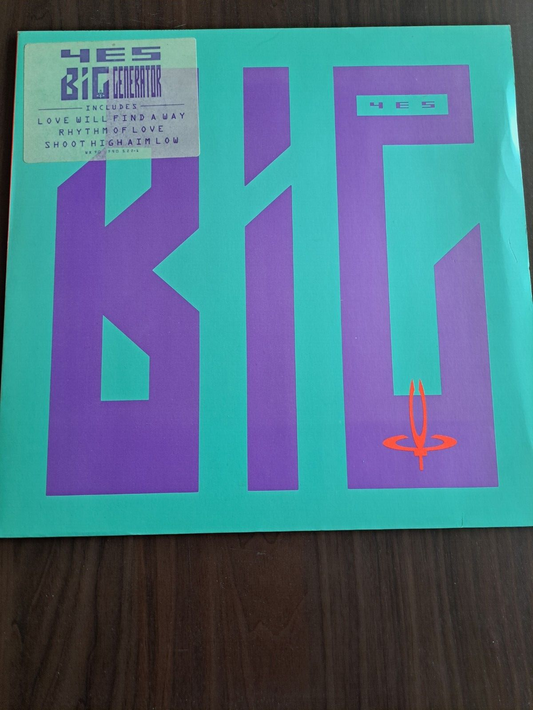 YES
BIG GENERATOR
INCLUDES
LOVE WILL FIND A WAY
RHYTHM OF LOVE
SHOOT HIGH AIM LOW
YES
BIG